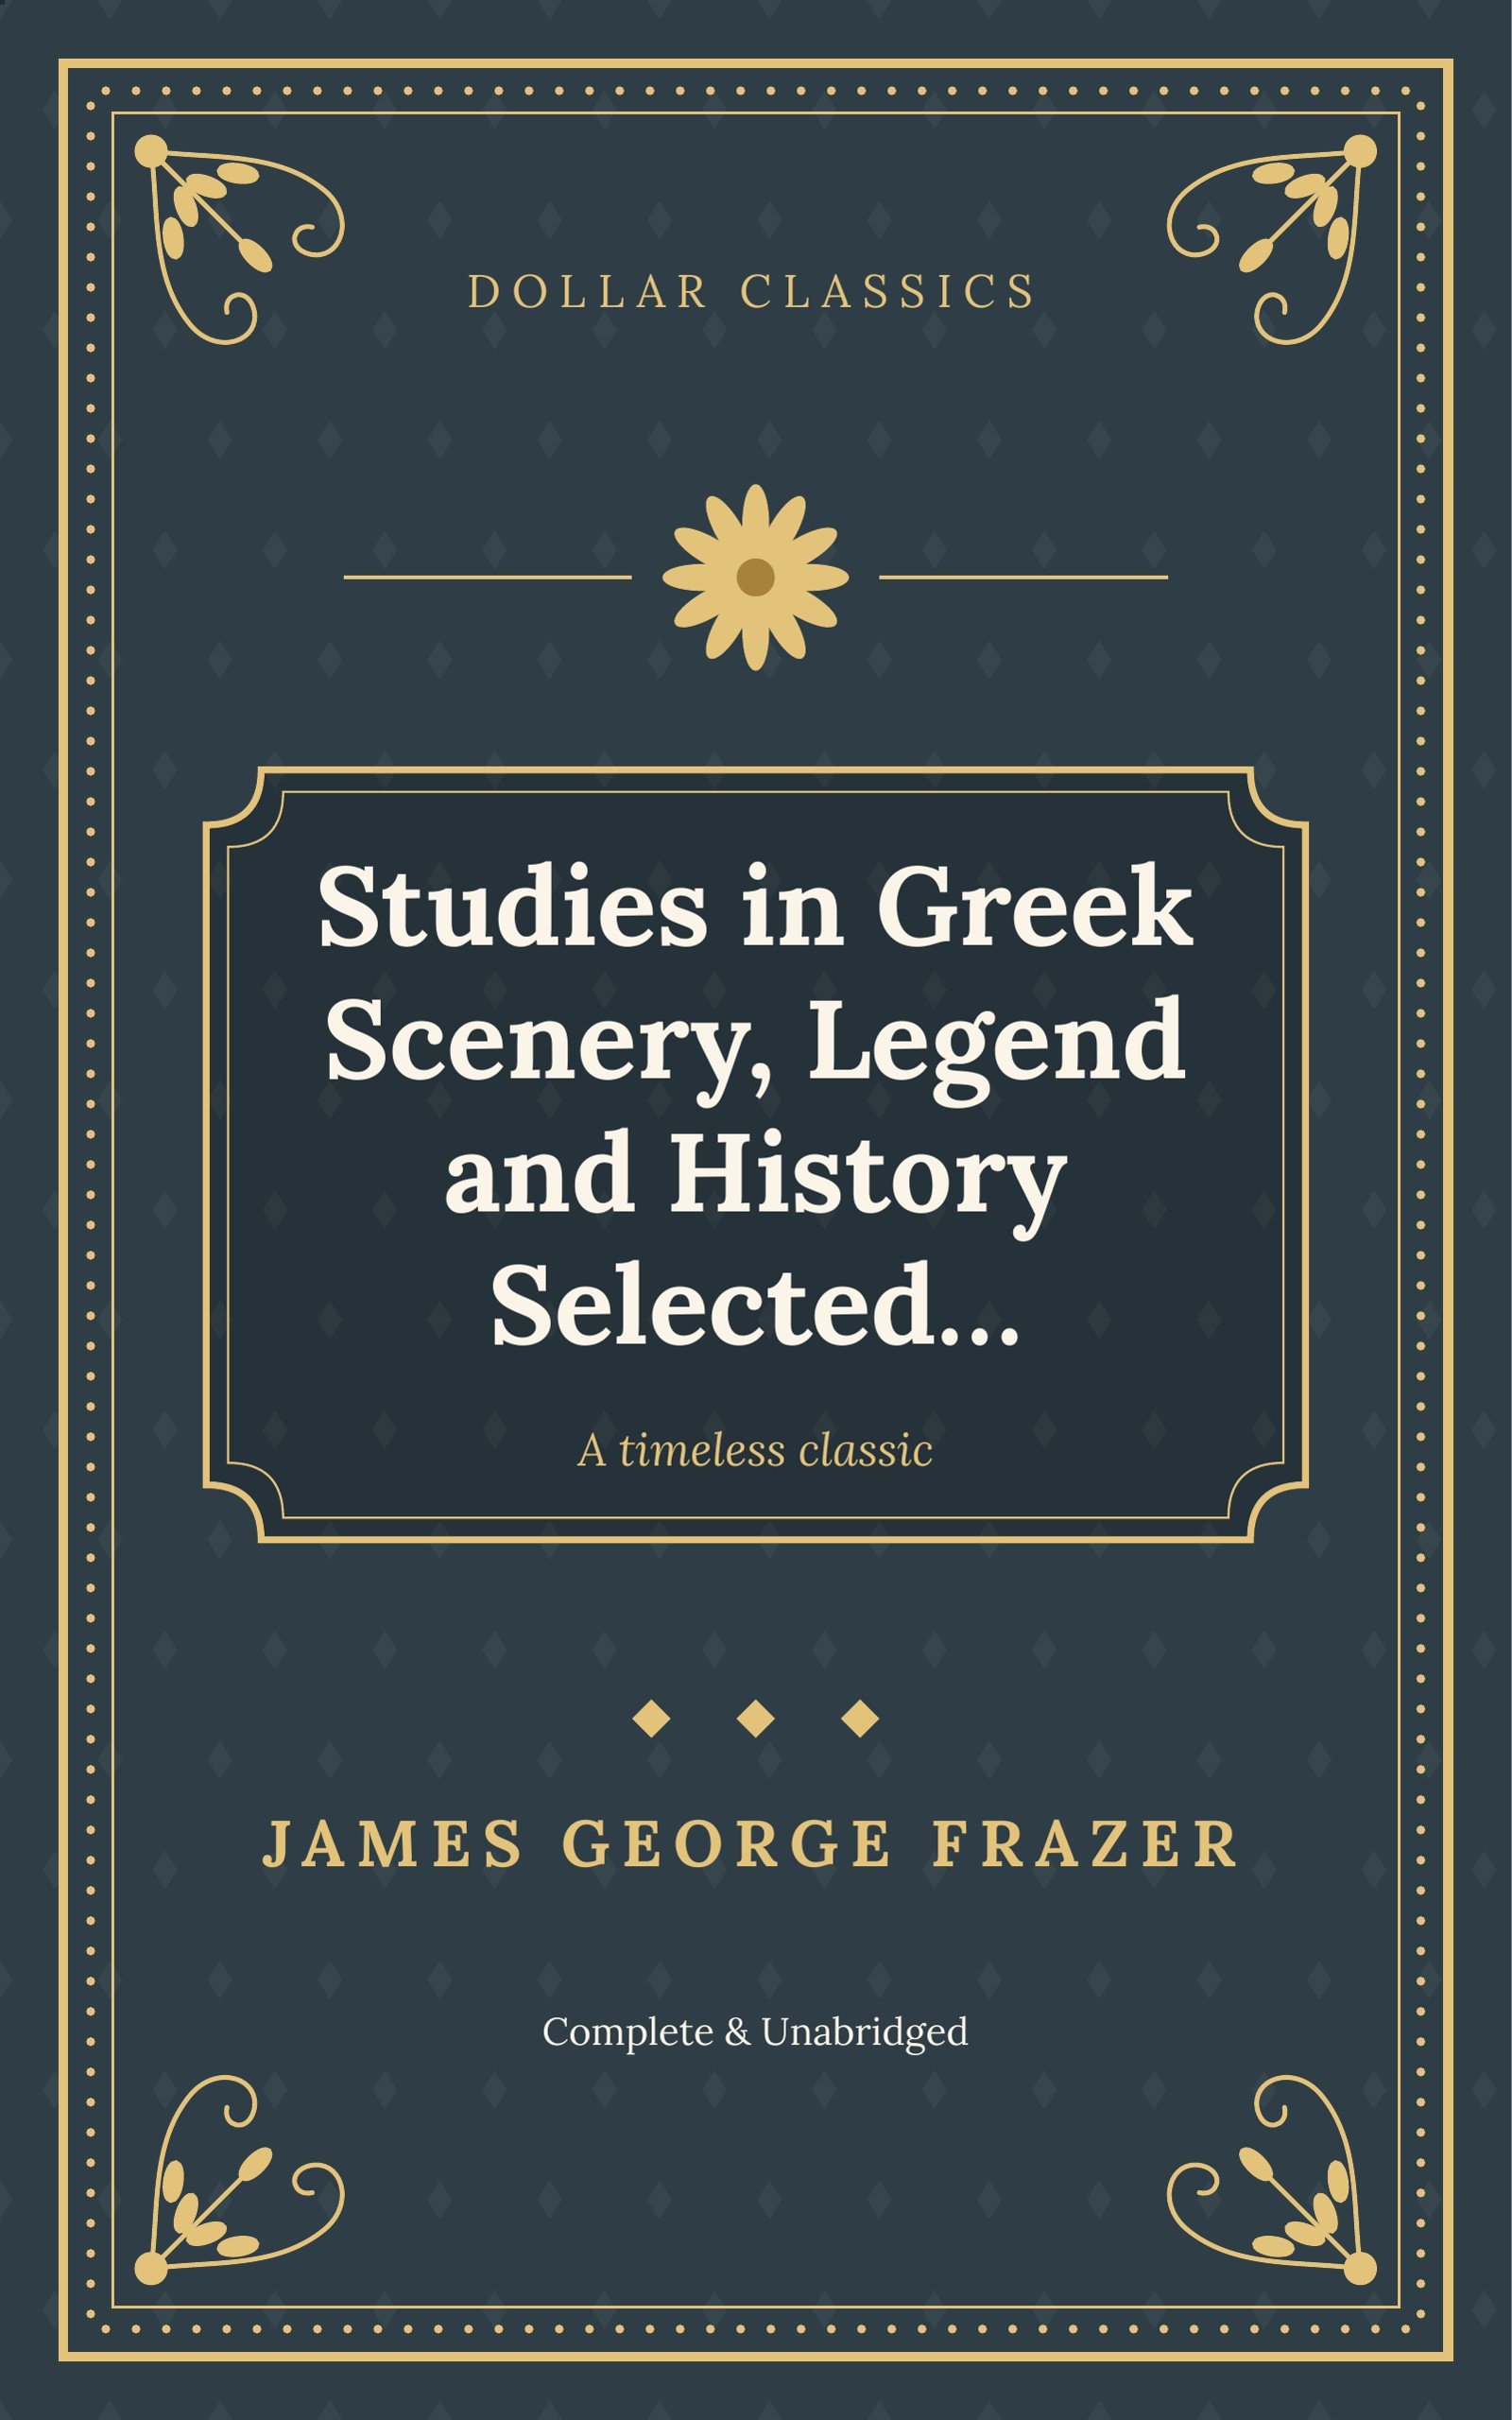 DOLLAR CLASSICS
Studies in Greek
Scenery, Legend
and History
Selected...
A timeless classic
JAMES GEORGE FRAZER
Complete & Unabridged